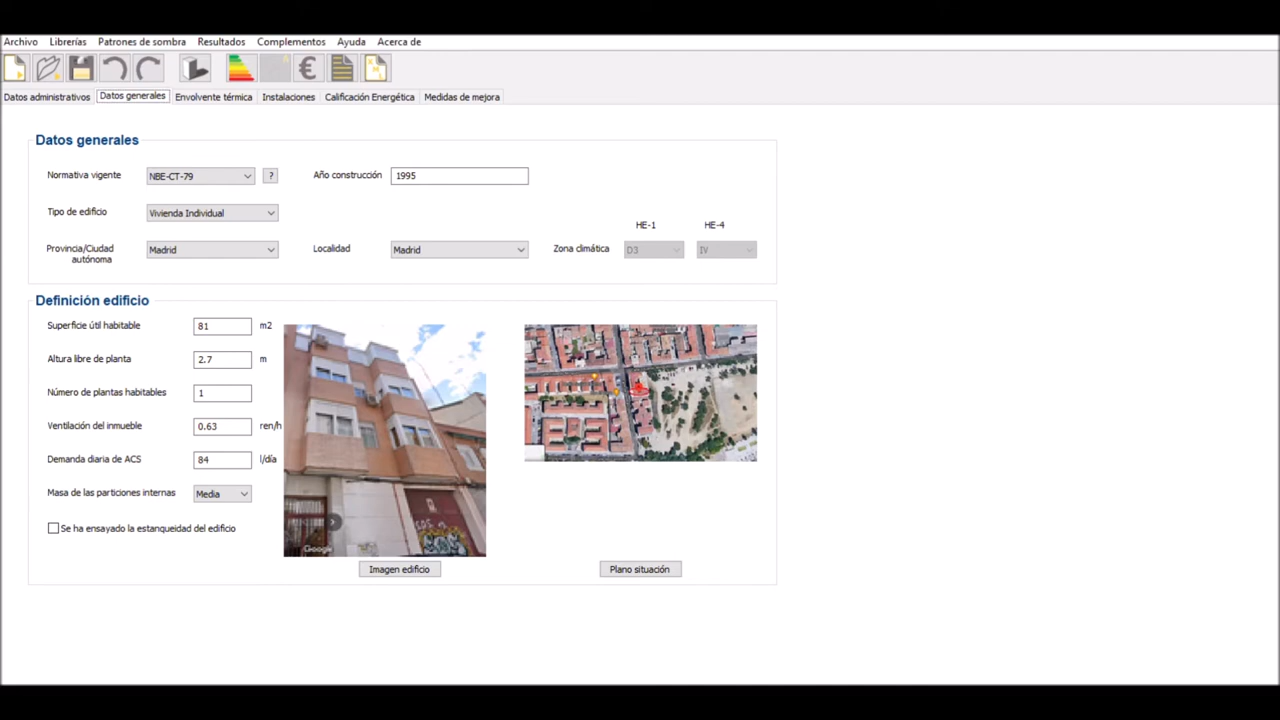 Archivo Librerías Patrones de sombra Resultados Complementos Ayuda Acerca de
Datos administrativos Datos generales Envolvente térmica Instalaciones Calificación Energética Medidas de mejora
Datos generales
Normativa vigente NBE-CT-79 ? Año construcción 1995
Tipo de edificio Vivienda Individual
HE-1 HE-4
Provincia/Ciudad autónoma Madrid Localidad Madrid Zona climática D3 IV
Definición edificio
Superficie útil habitable 81 m2
Altura libre de planta 2.7 m
Número de plantas habitables 1
Ventilación del inmueble 0.63 ren/h
Demanda diaria de ACS 84 l/día
Masa de las particiones internas Media
Se ha ensayado la estanqueidad del edificio
Google
Imagen edificio Plano situación